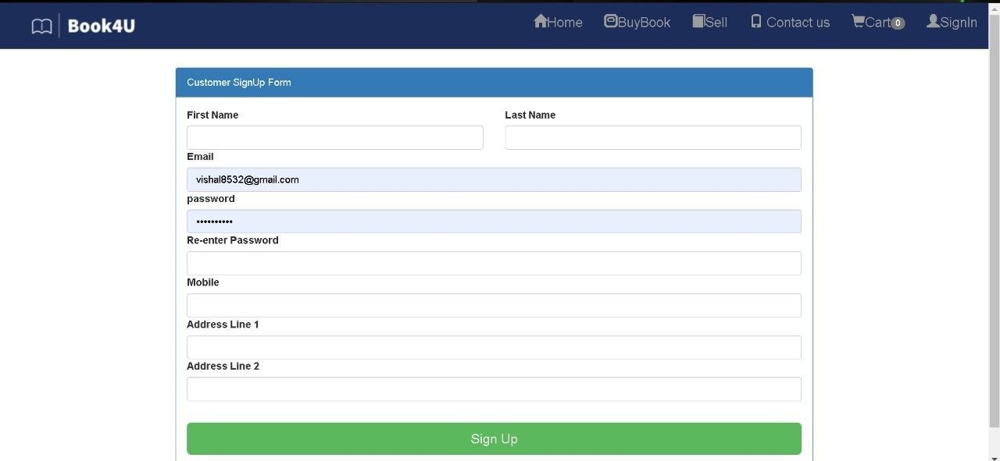 Book4U Home BuyBook Sell Contact us Cart 0 SignIn
Customer SignUp Form
First Name Last Name
Email
vishal8532@gmail.com
password
••••••••••
Re-enter Password
Mobile
Address Line 1
Address Line 2
Sign Up